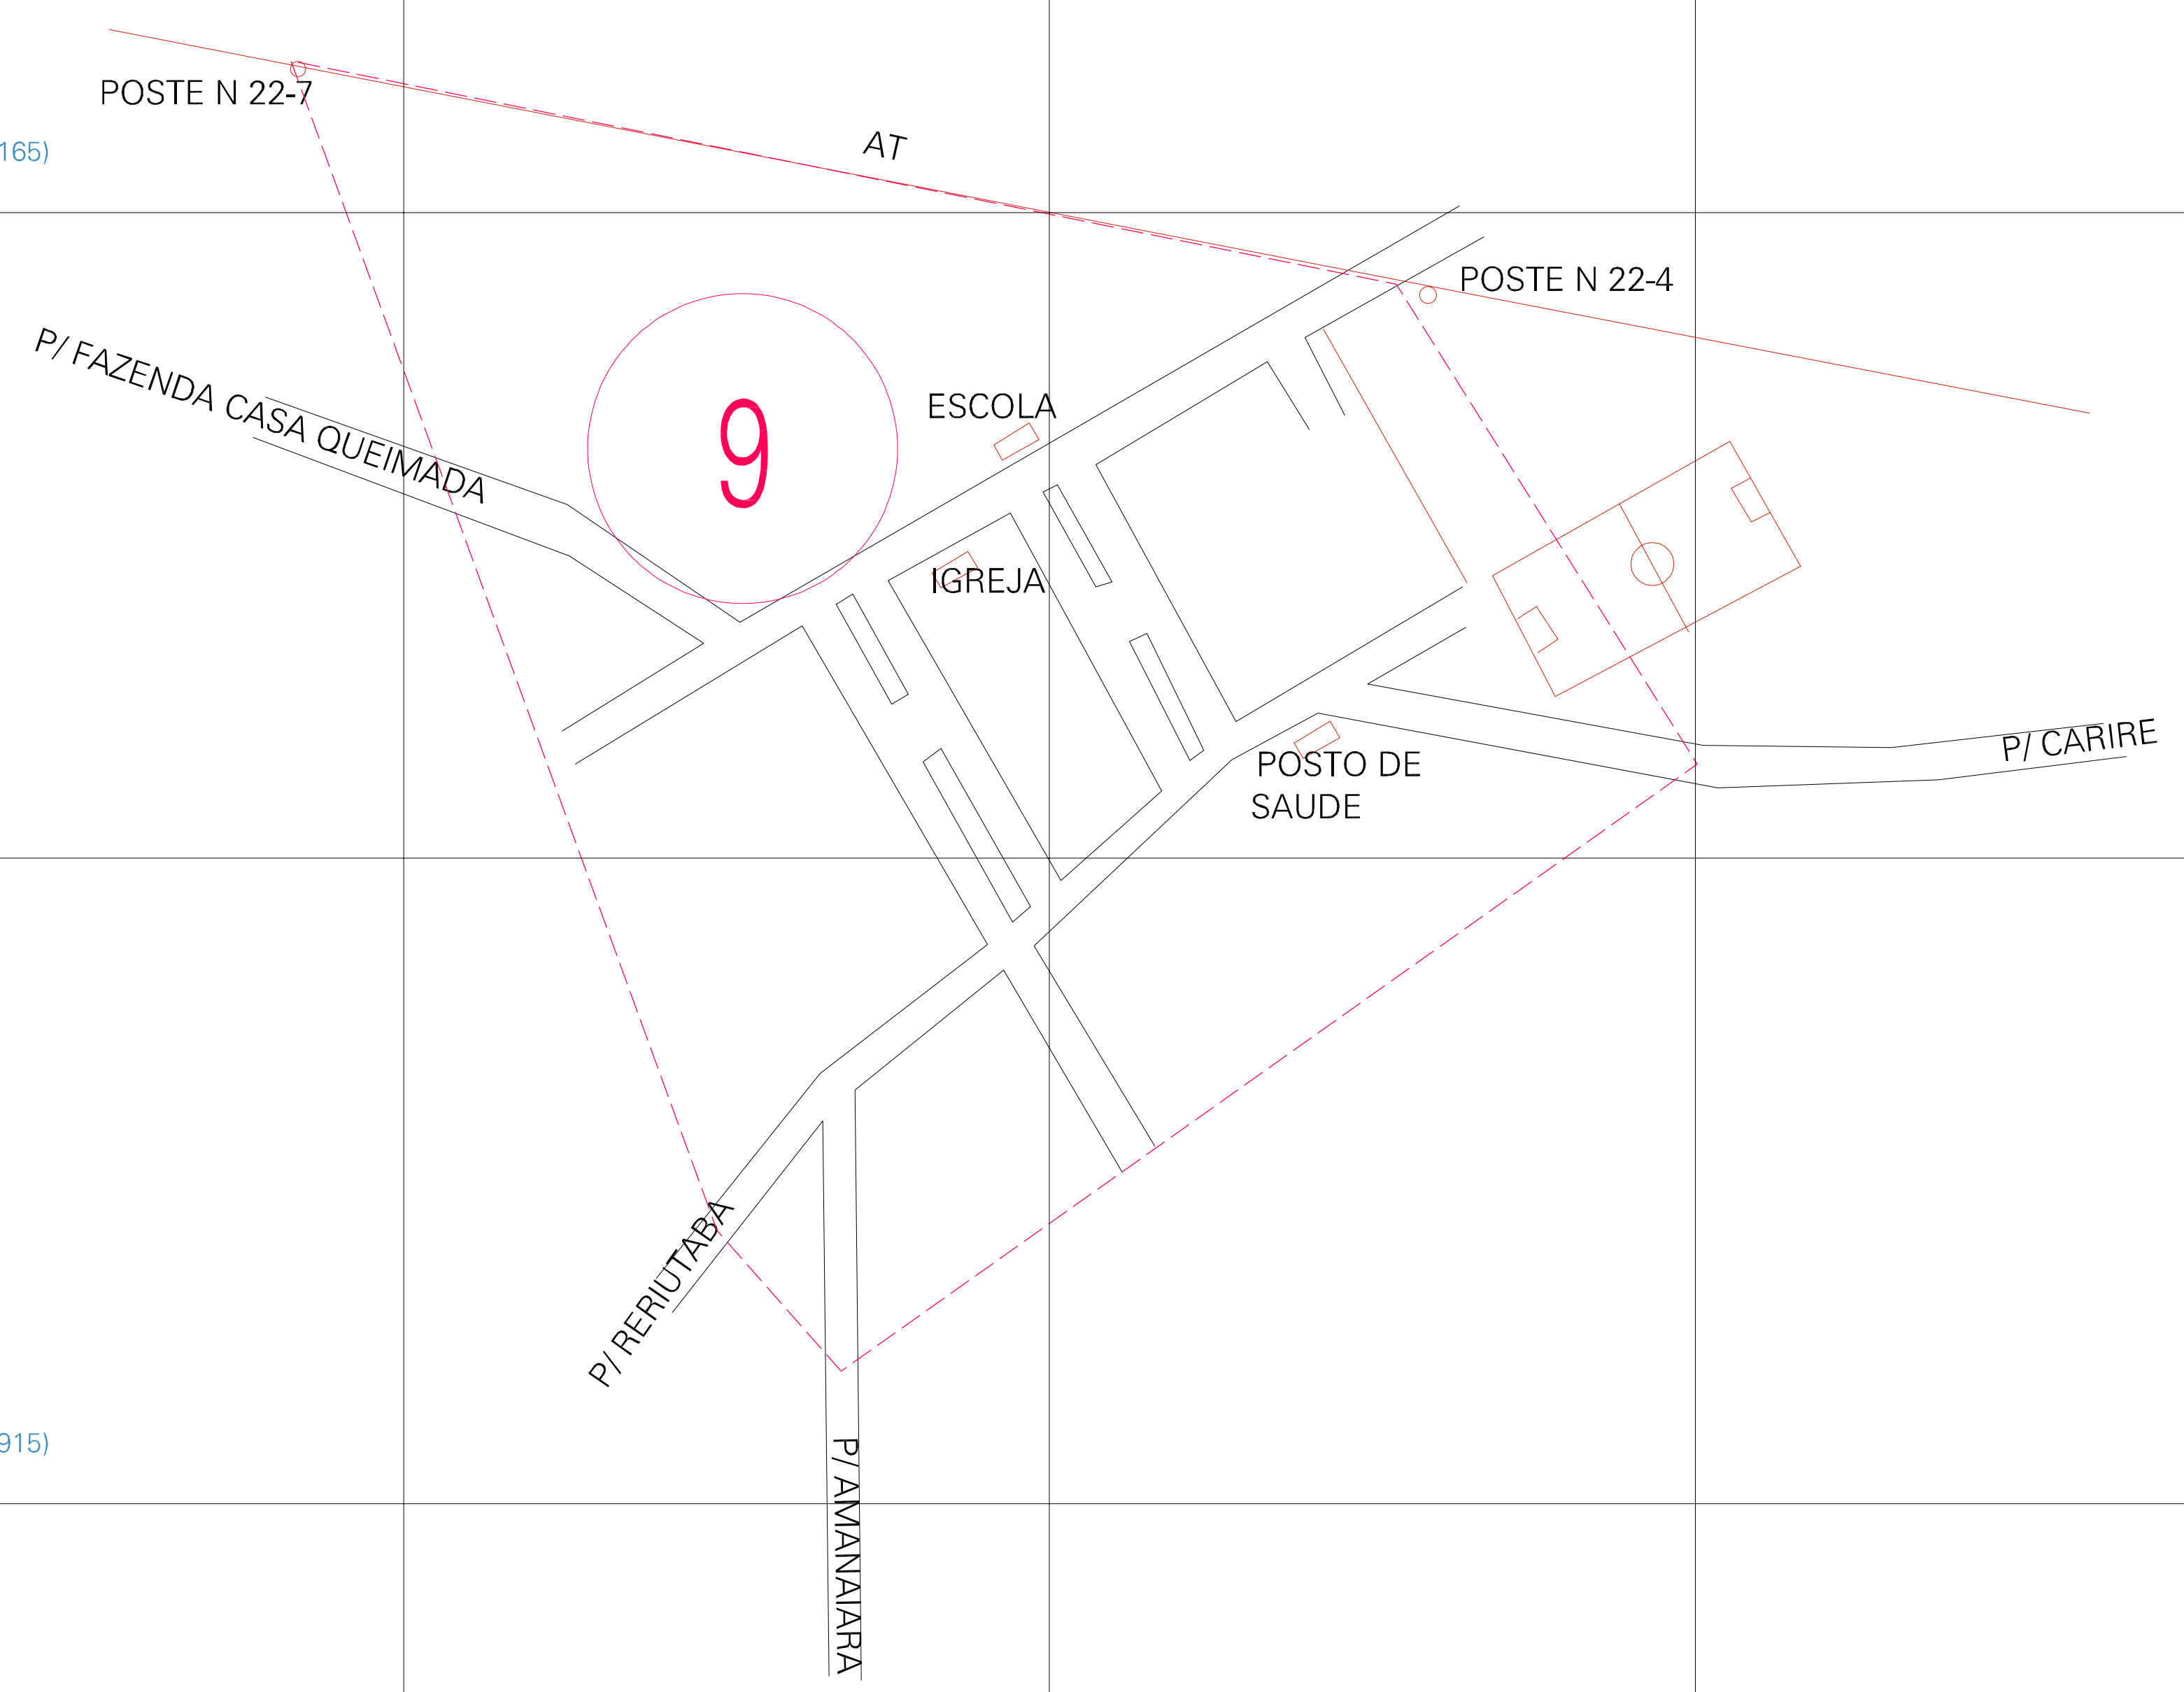 POSTE N 22-7
165)
AT
POSTE N 22-4
P/ FAZENDA CASA QUEIMADA
9
ESCOLA
IGREJA
POSTO DE
SAUDE
P/ CARIRE
P/ RERIUTABA
915)
P/ AMANAIARA